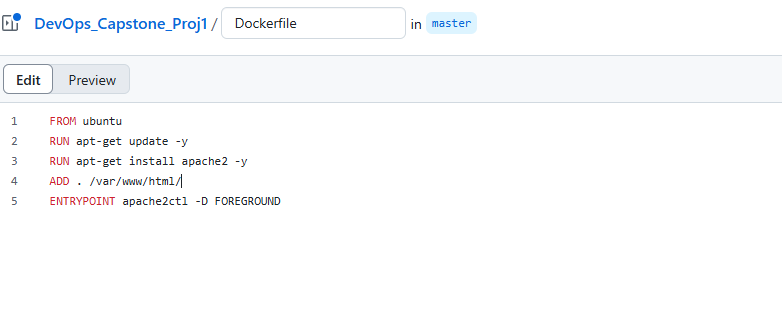 DevOps_Capstone_Proj1 / Dockerfile in master
Edit Preview
1 FROM ubuntu
2 RUN apt-get update -y
3 RUN apt-get install apache2 -y
4 ADD . /var/www/html/
5 ENTRYPOINT apache2ctl -D FOREGROUND